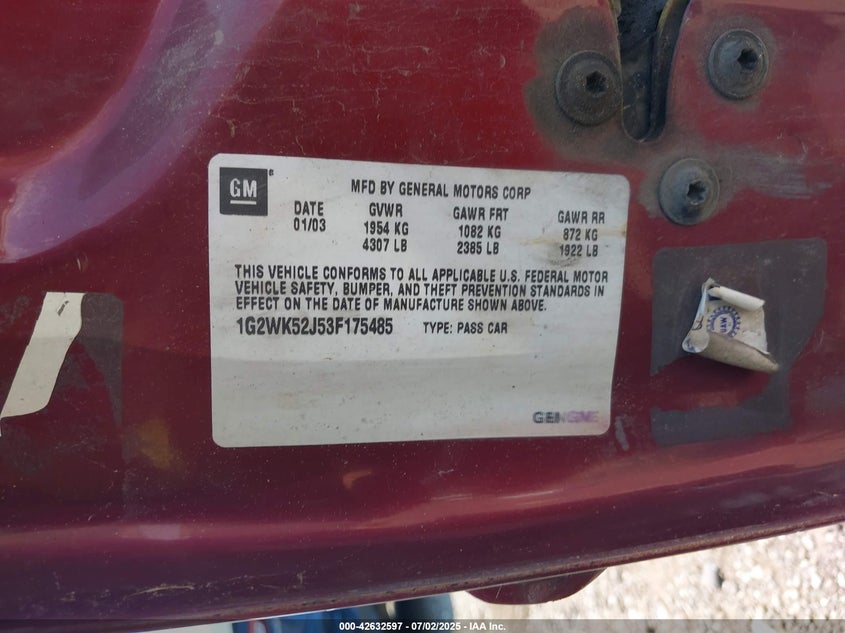 GM
MFD BY GENERAL MOTORS CORP
DATE GVWR GAWR FRT GAWR RR
01/03 1954 KG 1082 KG 872 KG
4307 LB 2385 LB 1922 LB
THIS VEHICLE CONFORMS TO ALL APPLICABLE U.S. FEDERAL MOTOR
VEHICLE SAFETY, BUMPER, AND THEFT PREVENTION STANDARDS IN
EFFECT ON THE DATE OF MANUFACTURE SHOWN ABOVE.
1G2WK52J53F175485 TYPE: PASS CAR
000-42632597 - 07/02/2025 - IAA Inc.